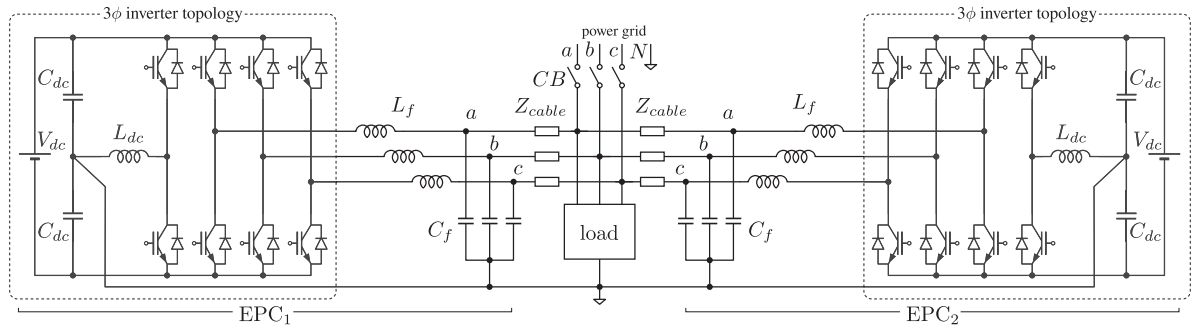 3ϕ inverter topology
power grid
3ϕ inverter topology
a b c N
CB
C_dc
C_dc
L_f
a
Z_cable
Z_cable
a
L_f
V_dc
L_dc
b
b
L_dc
V_dc
c
c
C_dc
C_f
load
C_f
C_dc
EPC_1
EPC_2